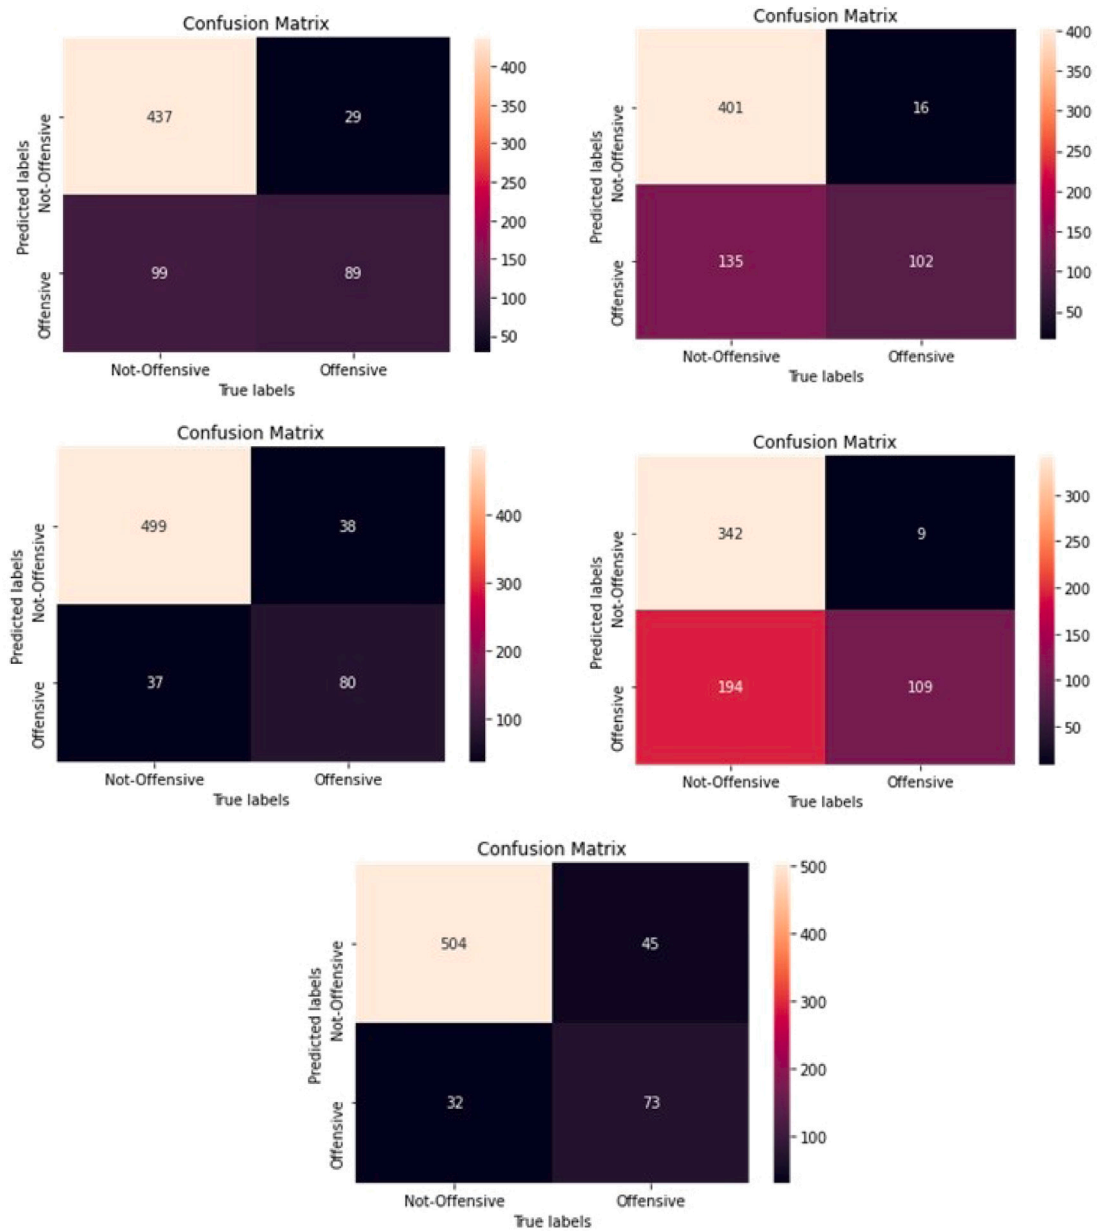 Confusion Matrix
Predicted labels
Not-Offensive
Offensive
437
29
99
89
Not-Offensive
Offensive
True labels
400
350
300
250
200
150
100
50
Confusion Matrix
Predicted labels
Not-Offensive
Offensive
401
16
135
102
Not-Offensive
Offensive
True labels
400
350
300
250
200
150
100
50
Confusion Matrix
Predicted labels
Not-Offensive
Offensive
499
38
37
80
Not-Offensive
Offensive
True labels
400
300
200
100
Confusion Matrix
Predicted labels
Not-Offensive
Offensive
342
9
194
109
Not-Offensive
Offensive
True labels
300
250
200
150
100
50
Confusion Matrix
Predicted labels
Not-Offensive
Offensive
504
45
32
73
Not-Offensive
Offensive
True labels
500
400
300
200
100